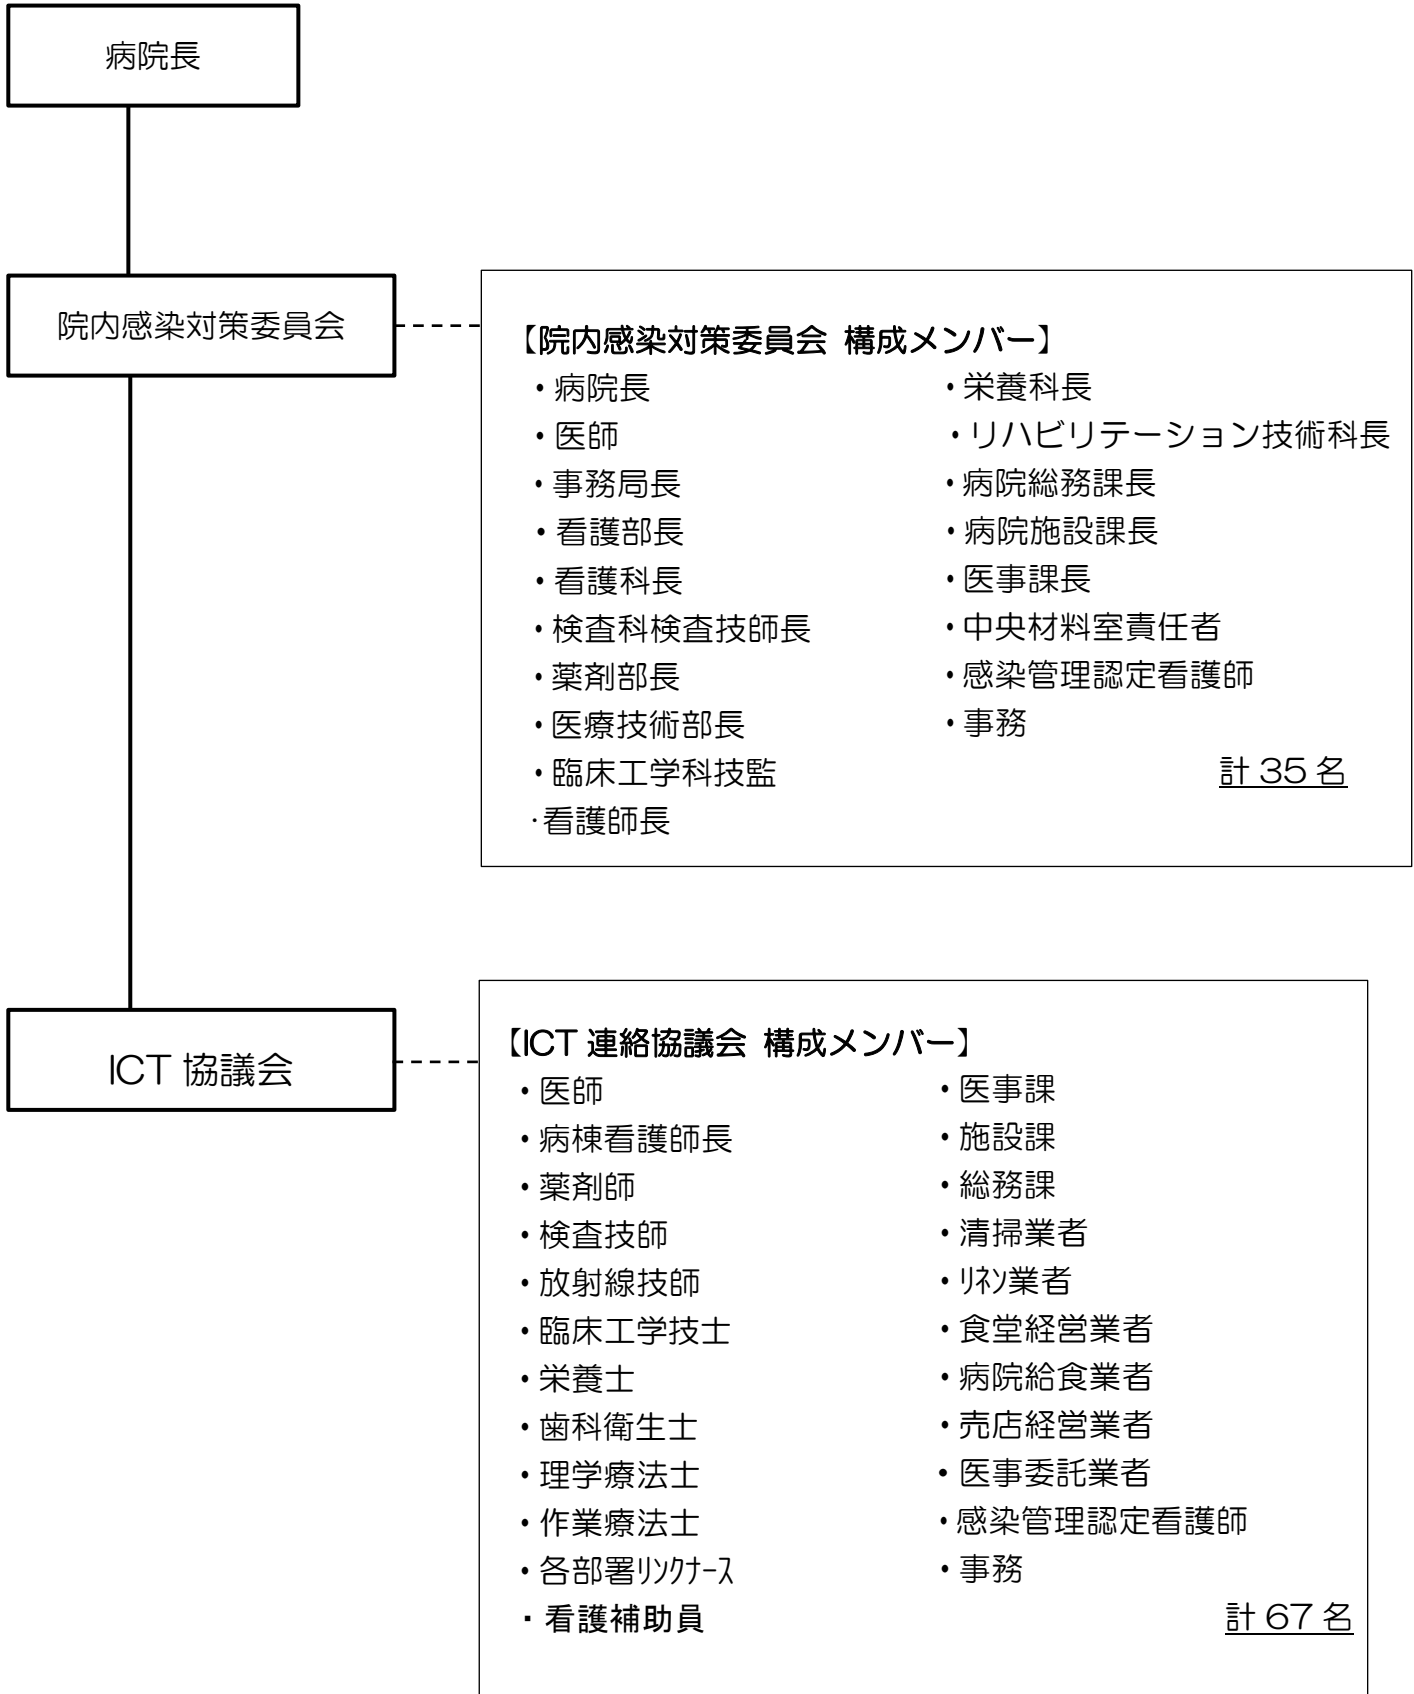 病院長
院内感染対策委員会
【院内感染対策委員会 構成メンバー】
・病院長
・医師
・事務局長
・看護部長
・看護科長
・検査科検査技師長
・薬剤部長
・医療技術部長
・臨床工学科技監
・看護師長
・栄養科長
・リハビリテーション技術科長
・病院総務課長
・病院施設課長
・医事課長
・中央材料室責任者
・感染管理認定看護師
・事務
計 35 名
ICT 協議会
【ICT 連絡協議会 構成メンバー】
・医師
・病棟看護師長
・薬剤師
・検査技師
・放射線技師
・臨床工学技士
・栄養士
・歯科衛生士
・理学療法士
・作業療法士
・各部署ﾘﾝｸﾅｰｽ
・看護補助員
・医事課
・施設課
・総務課
・清掃業者
・ﾘﾈﾝ業者
・食堂経営業者
・病院給食業者
・売店経営業者
・医事委託業者
・感染管理認定看護師
・事務
計 67 名